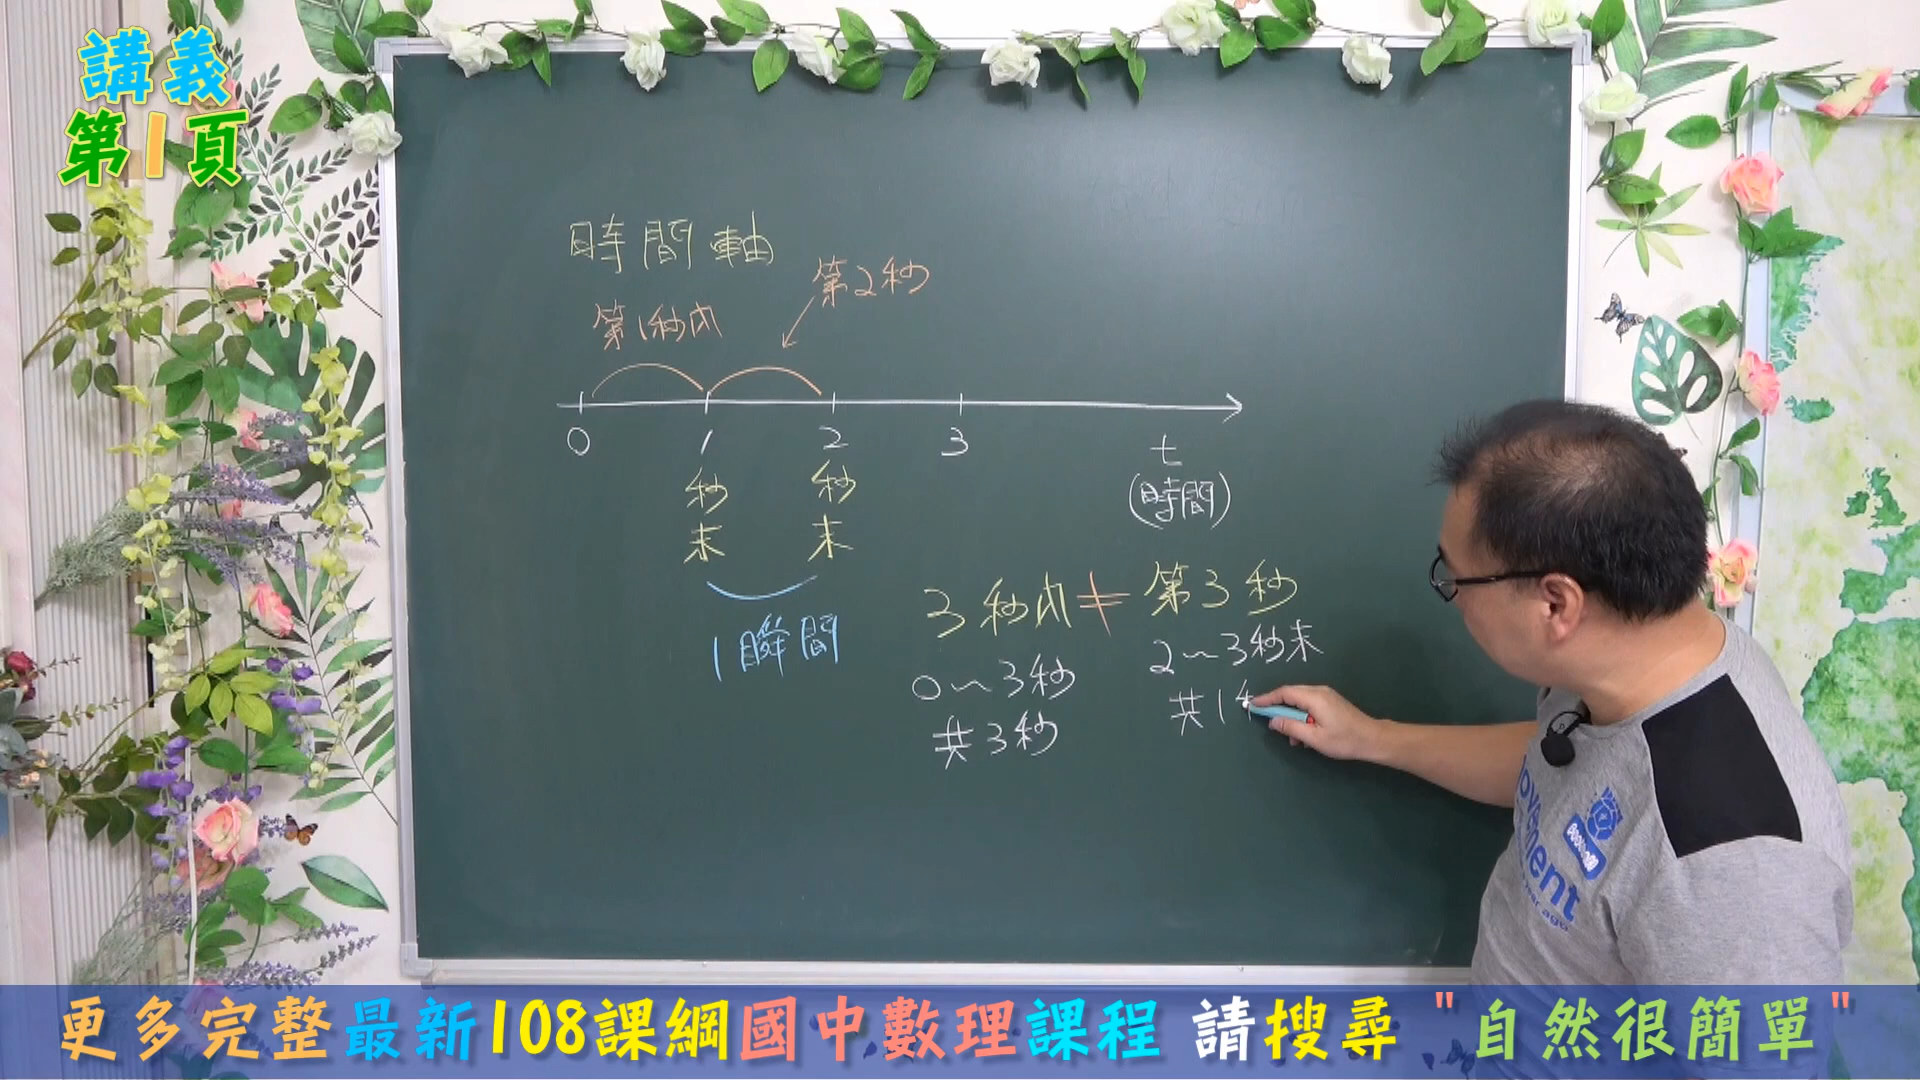 講義
第1頁
時間軸
第1秒內
第2秒
0 1 2 3 t
秒末 秒末 (時間)
1瞬間
3秒內≠第3秒
0~3秒 2~3秒末
共3秒 共1
ovement
更多完整最新108課綱國中數理課程 請搜尋 "自然很簡單"